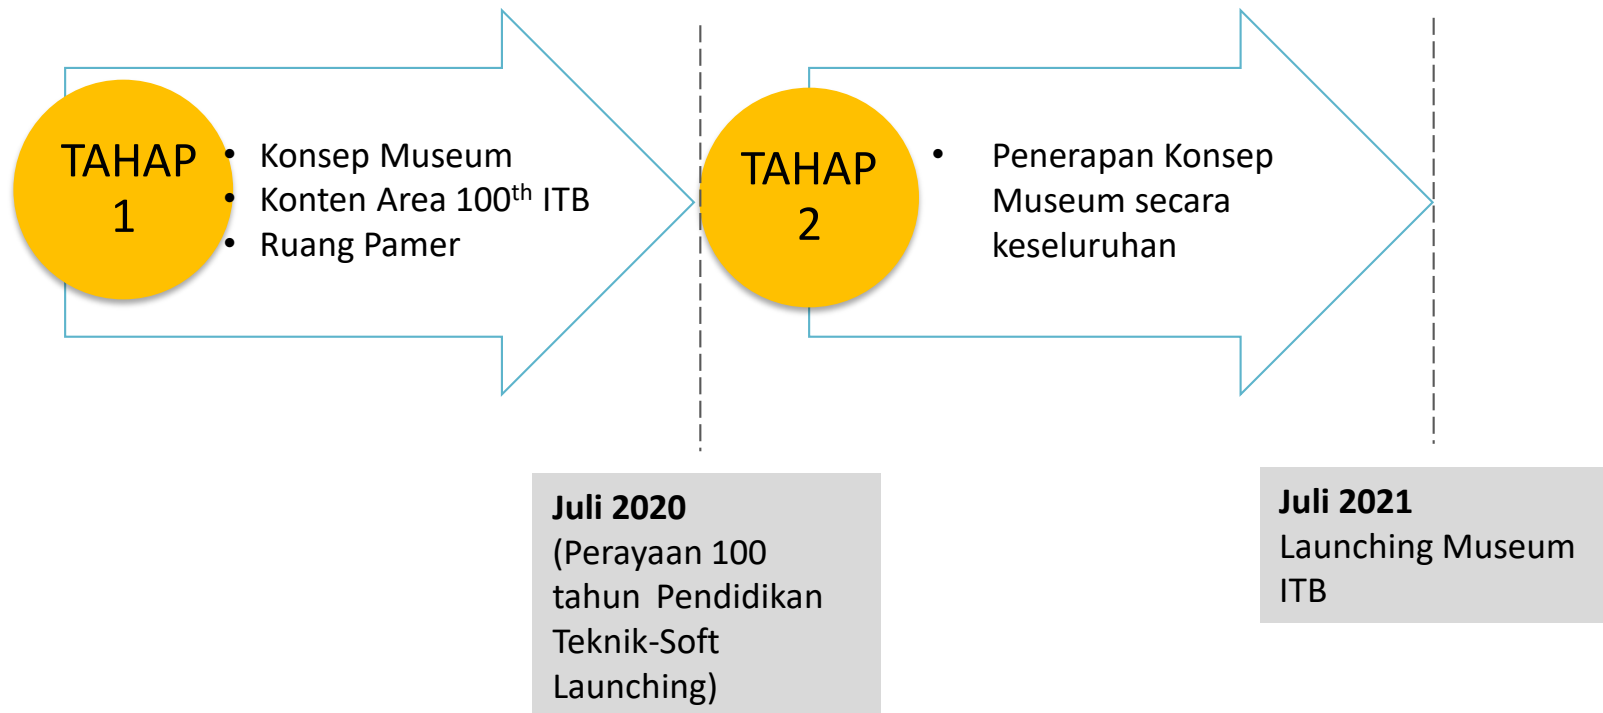 TAHAP
1
• Konsep Museum
• Konten Area 100th ITB
• Ruang Pamer
TAHAP
2
• Penerapan Konsep
Museum secara
keseluruhan
Juli 2020
(Perayaan 100
tahun Pendidikan
Teknik-Soft
Launching)
Juli 2021
Launching Museum
ITB